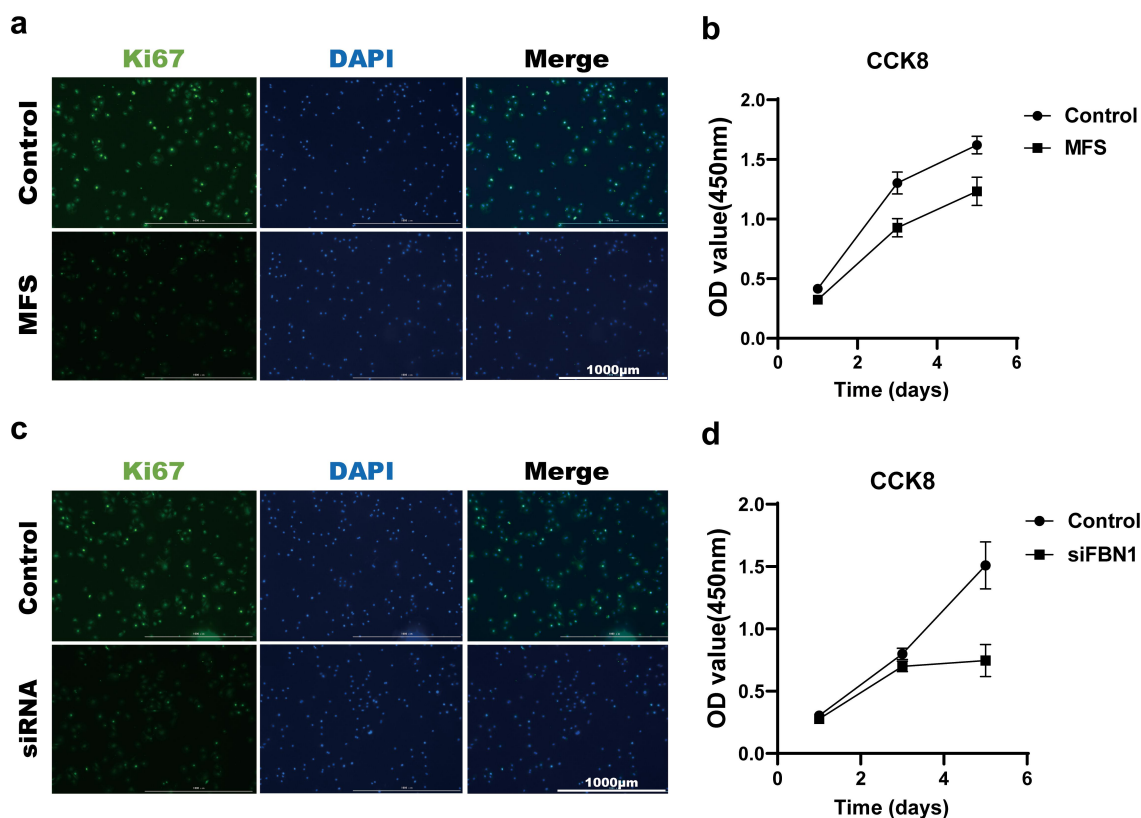 a
Ki67 DAPI Merge
Control
MFS
1000μm
b
CCK8
OD value(450nm)
2.0
1.5
1.0
0.5
0.0
0 2 4 6
Time (days)
Control
MFS
c
Ki67 DAPI Merge
Control
siRNA
1000μm
d
CCK8
OD value(450nm)
2.0
1.5
1.0
0.5
0.0
0 2 4 6
Time (days)
Control
siFBN1